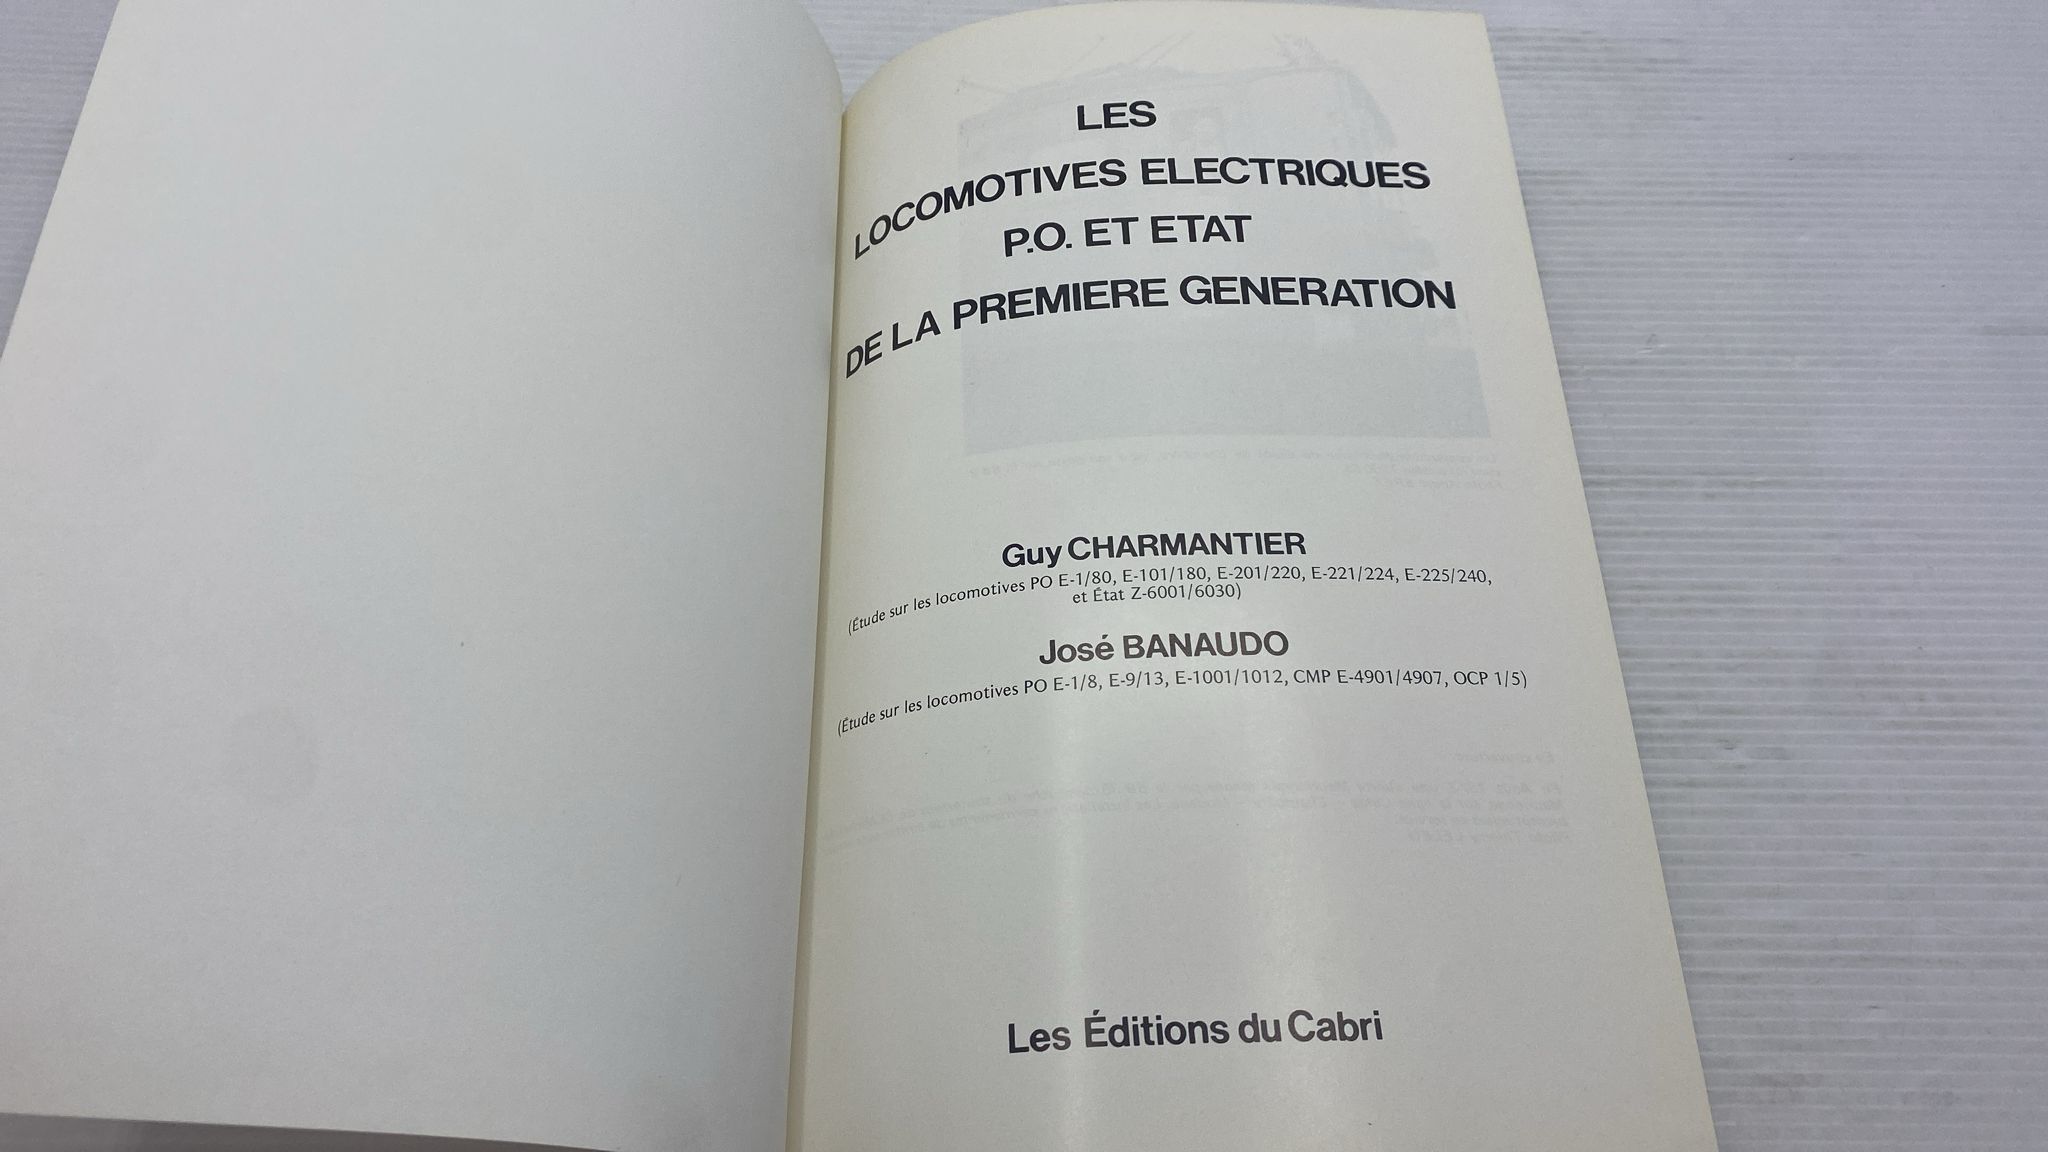 LES
LOCOMOTIVES ELECTRIQUES
P.O. ET ETAT
DE LA PREMIERE GENERATION
Guy CHARMANTIER
(Étude sur les locomotives PO E-1/80, E-101/180, E-201/220, E-221/224, E-225/240,
et État Z-6001/6030)
José BANAUDO
(Étude sur les locomotives PO E-1/8, E-9/13, E-1001/1012, CMP E-4901/4907, OCP 1/5)
Les Éditions du Cabri